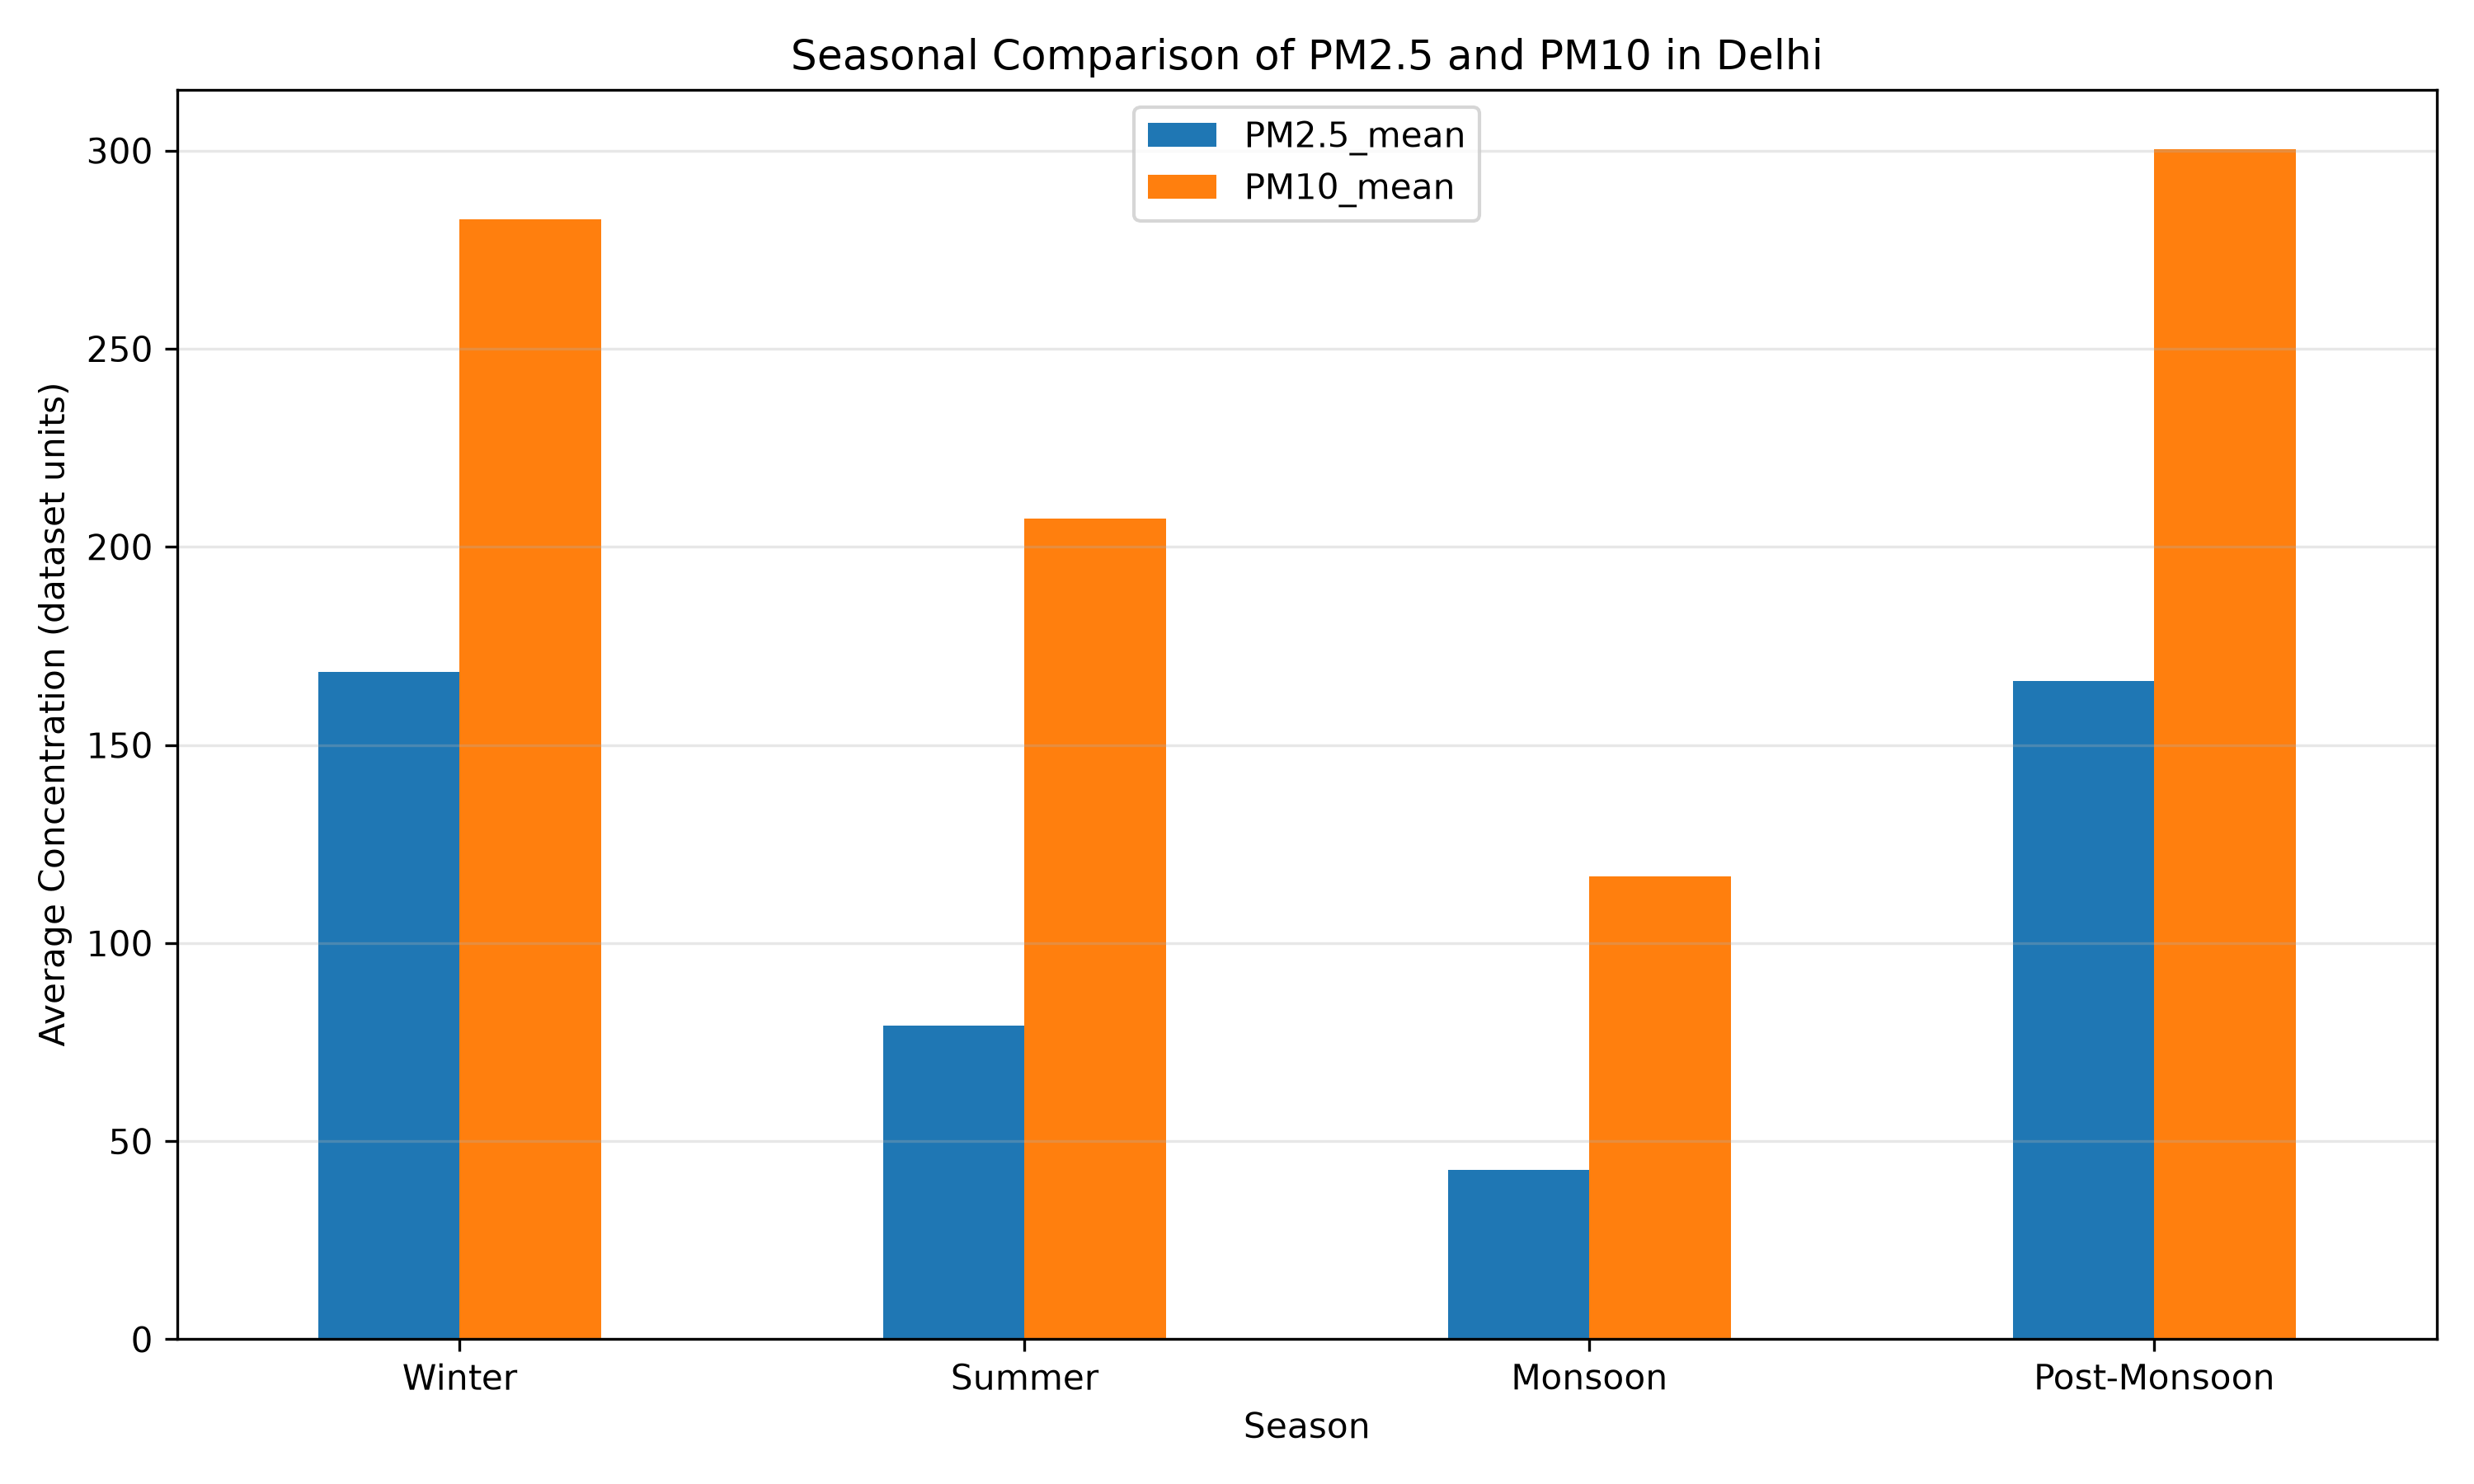 Seasonal Comparison of PM2.5 and PM10 in Delhi
PM2.5_mean
PM10_mean
Average Concentration (dataset units)
300
250
200
150
100
50
0
Winter Summer Monsoon Post-Monsoon
Season